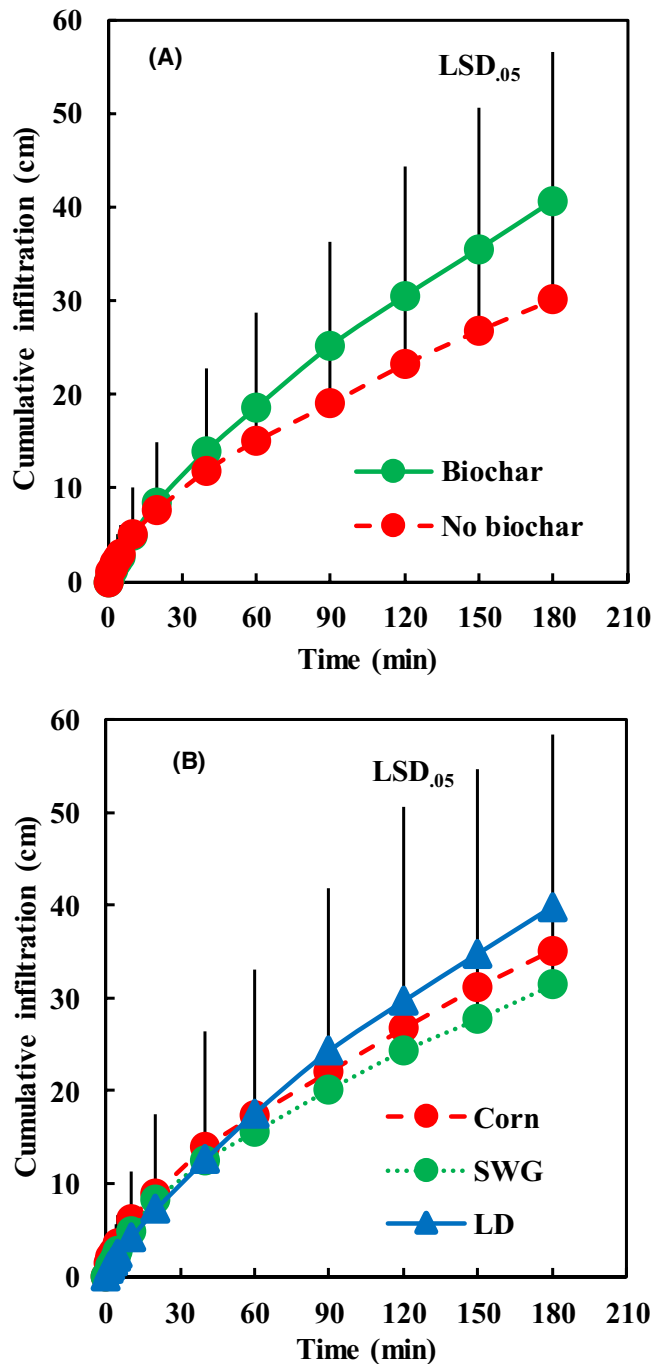 (A)
LSD.05
60
50
40
30
20
10
0
Cumulative infiltration (cm)
Biochar
No biochar
0 30 60 90 120 150 180 210
Time (min)
(B)
LSD.05
60
50
40
30
20
10
0
Cumulative infiltration (cm)
Corn
SWG
LD
0 30 60 90 120 150 180 210
Time (min)